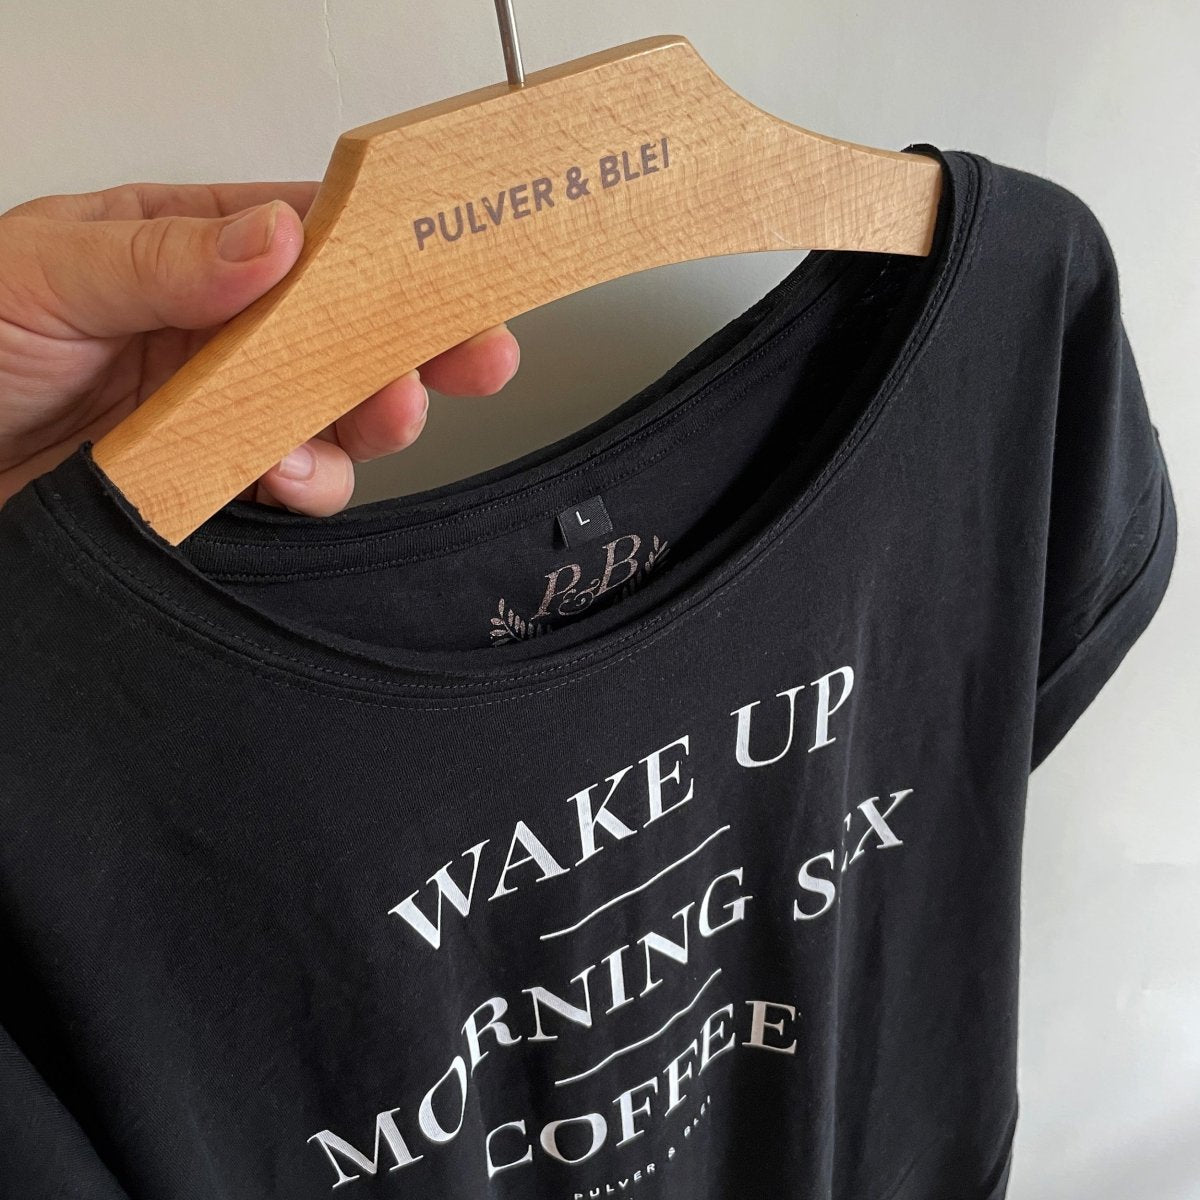 PULVER & BLEI
L
P&B
WAKE UP
MORNING SEX
COFFEE
PULVER & BLEI